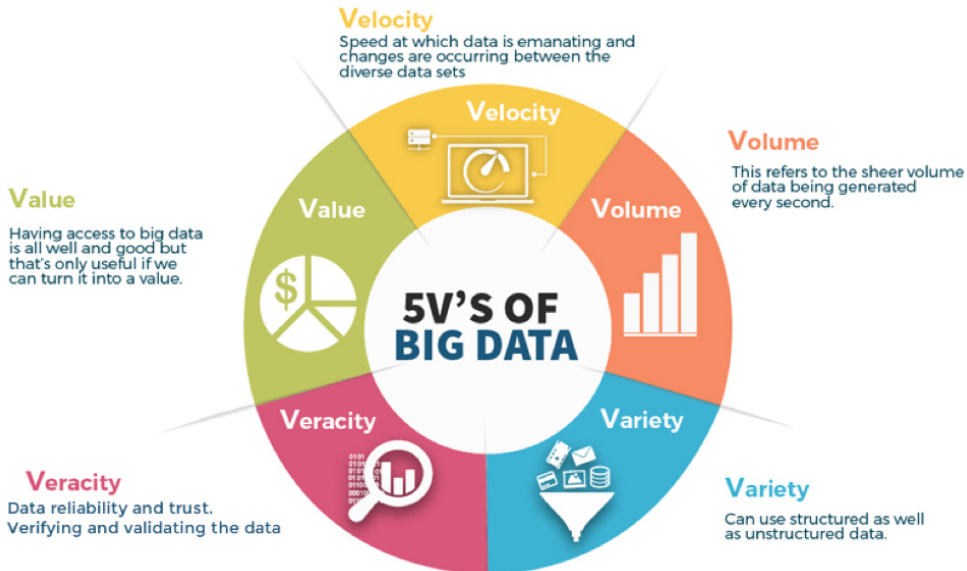 Velocity
Speed at which data is emanating and
changes are occurring between the
diverse data sets
Velocity
Volume
This refers to the sheer volume
of data being generated
every second.
Volume
Value
Having access to big data
is all well and good but
that's only useful if we
can turn it into a value.
Value
$
5V'S OF
BIG DATA
Veracity
Variety
Veracity
Data reliability and trust.
Verifying and validating the data
Variety
Can use structured as well
as unstructured data.